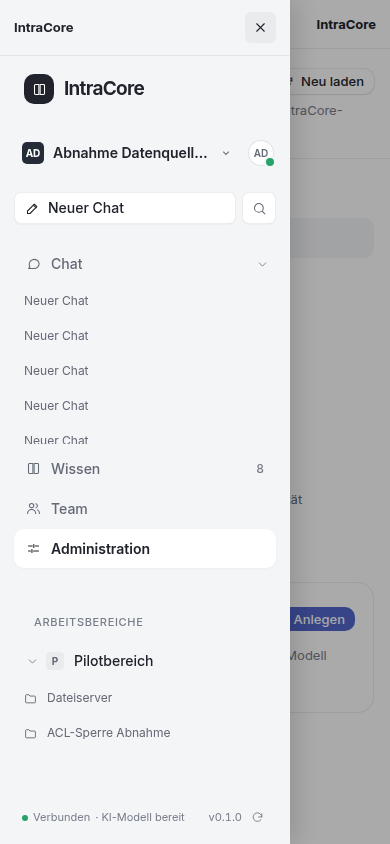 IntraCore
IntraCore
IntraCore
Neu laden
traCore-
AD Abnahme Datenquell... AD
Neuer Chat
Chat
Neuer Chat
Neuer Chat
Neuer Chat
Neuer Chat
Neuer Chat
Wissen 8
Team
ät
Administration
Anlegen
ARBEITSBEREICHE
Modell
P Pilotbereich
Dateiserver
ACL-Sperre Abnahme
Verbunden · KI-Modell bereit v0.1.0